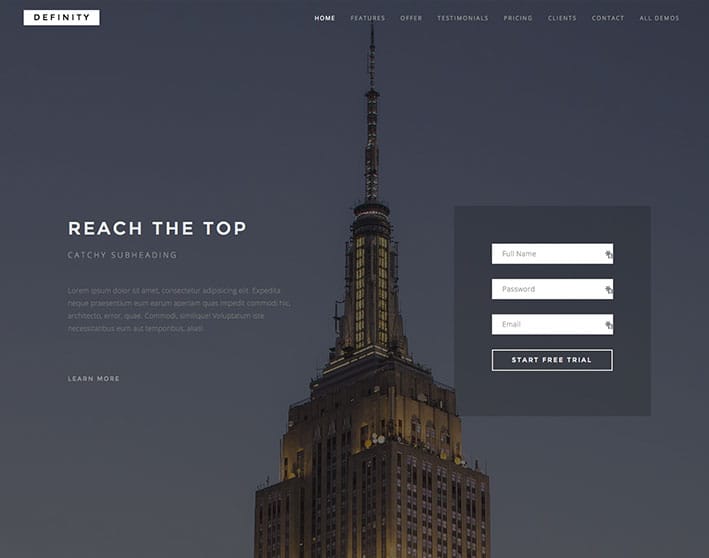 DEFINITY
HOME FEATURES OFFER TESTIMONIALS PRICING CLIENTS CONTACT ALL DEMOS
REACH THE TOP
CATCHY SUBHEADING
Lorem ipsum dolor sit amet, consectetur adipisicing elit. Expedita
neque praesentium eum earum aperiam quas impedit commodi hic,
architecto, error, quae. Commodi, similique! Voluptatum iste
necessitatibus eum aut temporibus, alias!
LEARN MORE
Full Name
Password
Email
START FREE TRIAL